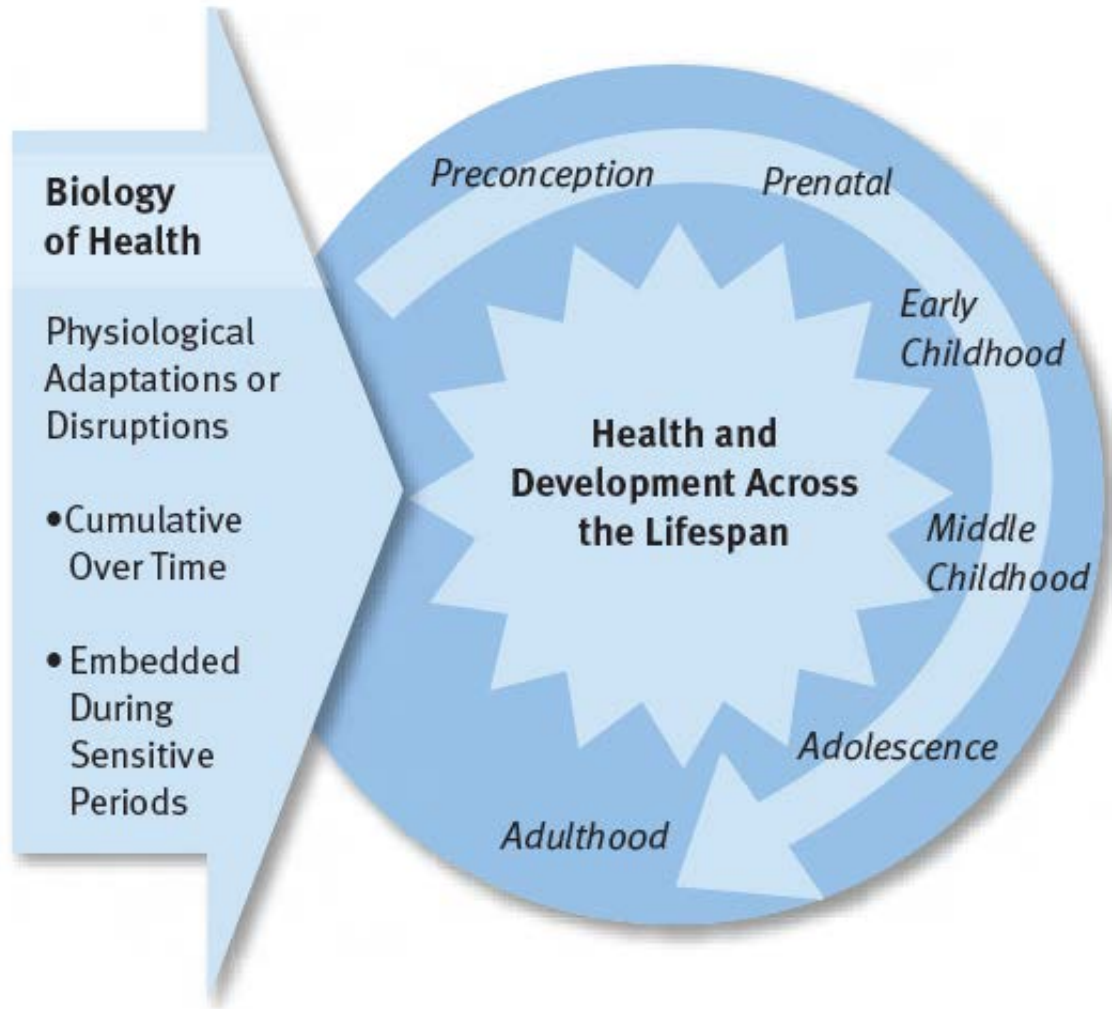 Biology
of Health
Physiological
Adaptations or
Disruptions
•Cumulative
Over Time
• Embedded
During
Sensitive
Periods
Preconception
Prenatal
Early
Childhood
Middle
Childhood
Adolescence
Adulthood
Health and
Development Across
the Lifespan